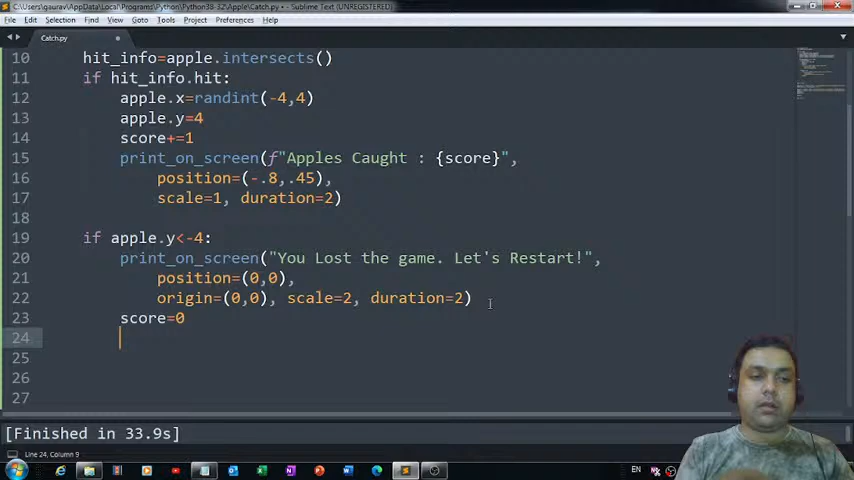 C:\Users\gaurav\AppData\Local\Programs\Python\Python38-32\Apple\Catch.py • - Sublime Text (UNREGISTERED)
File Edit Selection Find View Goto Tools Project Preferences Help
Catch.py
10 hit_info=apple.intersects()
11 if hit_info.hit:
12 apple.x=randint(-4,4)
13 apple.y=4
14 score+=1
15 print_on_screen(f"Apples Caught : {score}",
16 position=(-.8,.45),
17 scale=1, duration=2)
18
19 if apple.y<-4:
20 print_on_screen("You Lost the game. Let's Restart!",
21 position=(0,0),
22 origin=(0,0), scale=2, duration=2)
23 score=0
24
25
26
27
[Finished in 33.9s]
Line 24, Column 9
EN